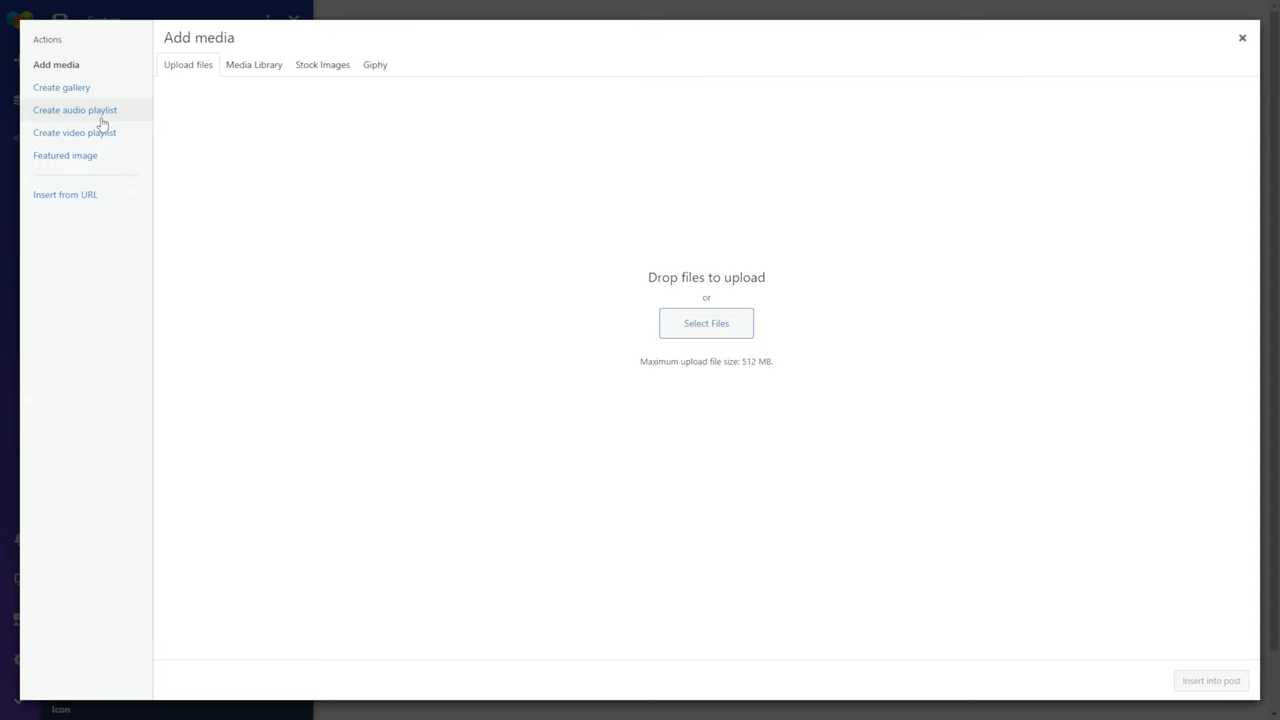 Actions
Add media
Create gallery
Create audio playlist
Create video playlist
Featured image
Insert from URL
Add media
Upload files Media Library Stock Images Giphy
Drop files to upload
or
Select Files
Maximum upload file size: 512 MB.
Insert into post
Icon